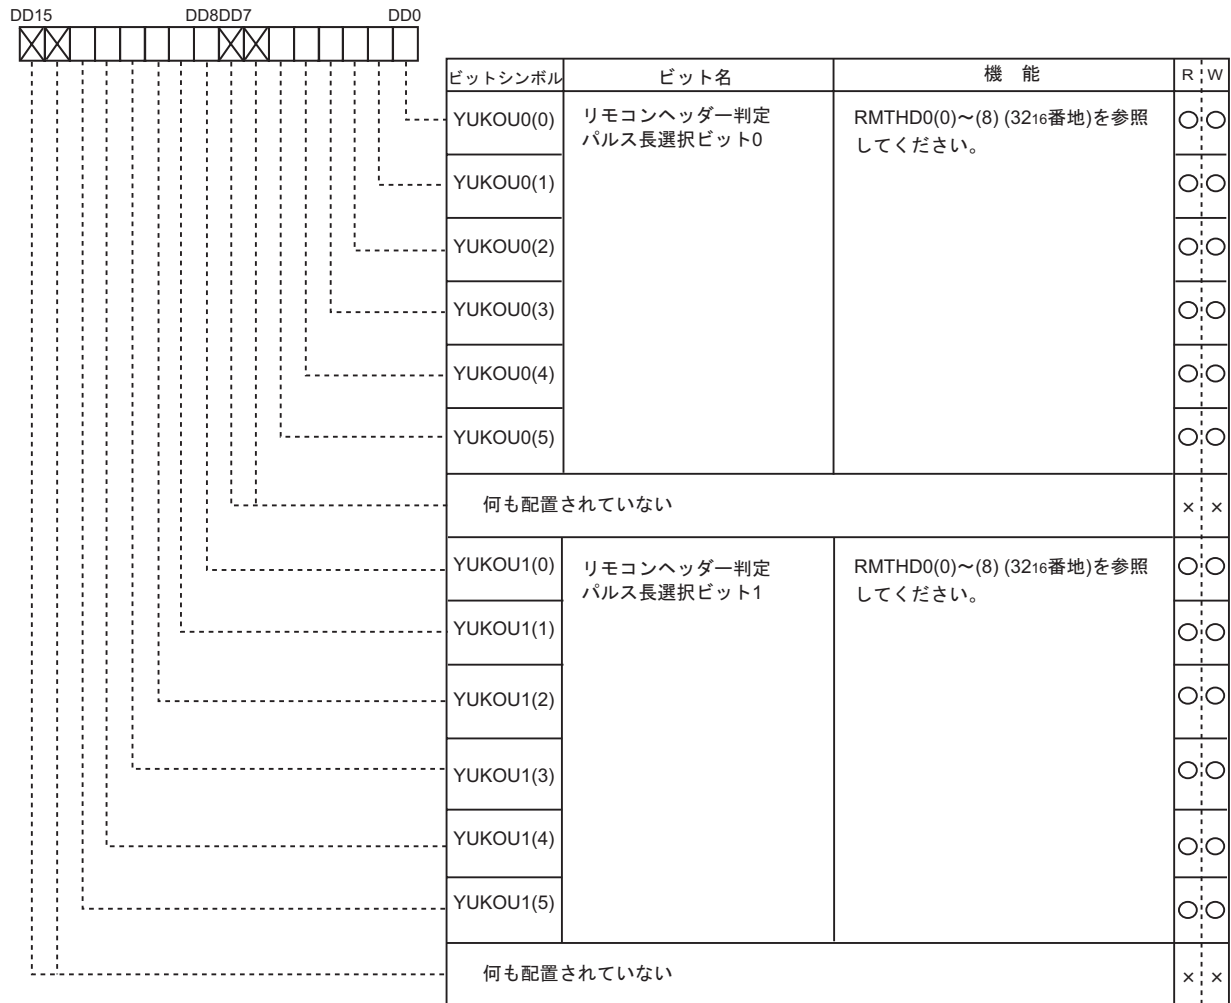 DD15 DD8DD7 DD0
ビットシンボル ビット名 機 能 R W
YUKOU0(0) リモコンヘッダー判定 RMTHD0(0)～(8) (3216番地)を参照 ○ ○
パルス長選択ビット0 してください。
YUKOU0(1) ○ ○
YUKOU0(2) ○ ○
YUKOU0(3) ○ ○
YUKOU0(4) ○ ○
YUKOU0(5) ○ ○
何も配置されていない × ×
YUKOU1(0) リモコンヘッダー判定 RMTHD0(0)～(8) (3216番地)を参照 ○ ○
パルス長選択ビット1 してください。
YUKOU1(1) ○ ○
YUKOU1(2) ○ ○
YUKOU1(3) ○ ○
YUKOU1(4) ○ ○
YUKOU1(5) ○ ○
何も配置されていない × ×